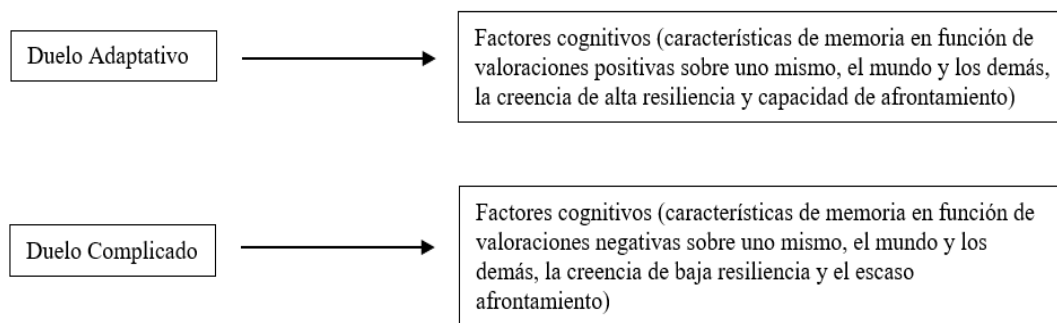 Duelo Adaptativo
Factores cognitivos (características de memoria en función de
valoraciones positivas sobre uno mismo, el mundo y los demás,
la creencia de alta resiliencia y capacidad de afrontamiento)
Duelo Complicado
Factores cognitivos (características de memoria en función de
valoraciones negativas sobre uno mismo, el mundo y los
demás, la creencia de baja resiliencia y el escaso
afrontamiento)